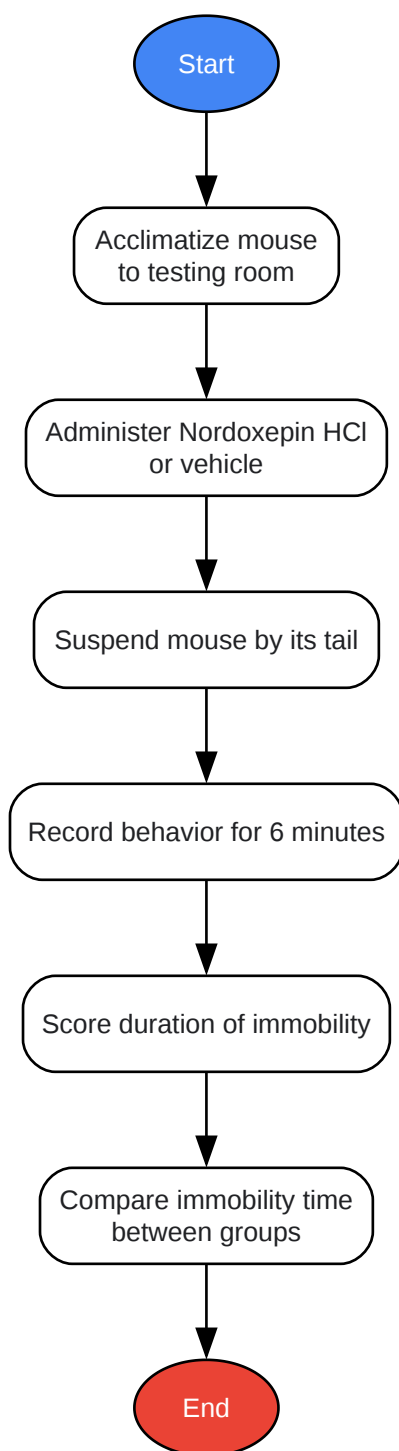 Start
Acclimatize mouse
to testing room
Administer Nordoxepin HCl
or vehicle
Suspend mouse by its tail
Record behavior for 6 minutes
Score duration of immobility
Compare immobility time
between groups
End